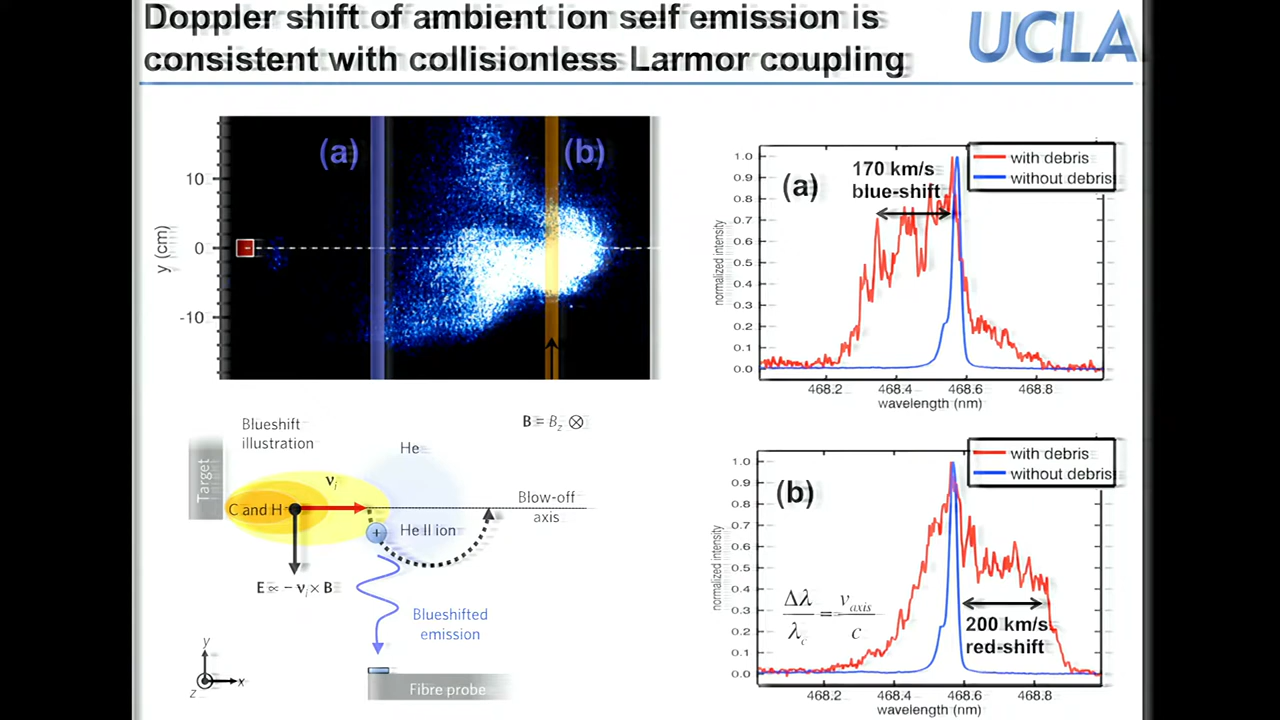 Doppler shift of ambient ion self emission is
consistent with collisionless Larmor coupling
UCLA
(a)
(b)
10
0
-10
y (cm)
(a)
170 km/s
blue-shift
with debris
without debris
1.0
0.9
0.8
0.7
0.6
0.5
0.4
0.3
0.2
0.1
0.0
normalized intensity
468.2 468.4 468.6 468.8
wavelength (nm)
Blueshift
illustration
B = Bz ⊗
Target
He
vi
C and H
Blow-off
axis
+
He II ion
E ∝ − vi × B
Blueshifted
emission
y
z
x
Fibre probe
(b)
with debris
without debris
1.0
0.9
0.8
0.7
0.6
0.5
0.4
0.3
0.2
0.1
0.0
normalized intensity
Δλ/λc = vaxis/c
200 km/s
red-shift
468.2 468.4 468.6 468.8
wavelength (nm)